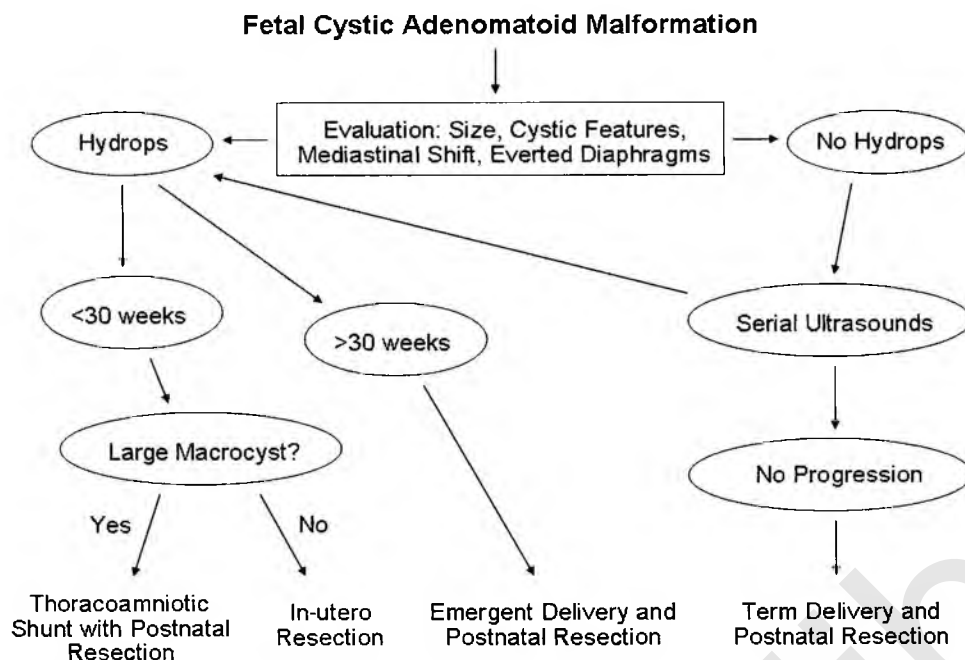 Fetal Cystic Adenomatoid Malformation
Evaluation: Size, Cystic Features,
Mediastinal Shift, Everted Diaphragms
Hydrops
No Hydrops
<30 weeks
>30 weeks
Serial Ultrasounds
Large Macrocyst?
No Progression
Yes
No
Thoracoamniotic
Shunt with Postnatal
Resection
In-utero
Resection
Emergent Delivery and
Postnatal Resection
Term Delivery and
Postnatal Resection